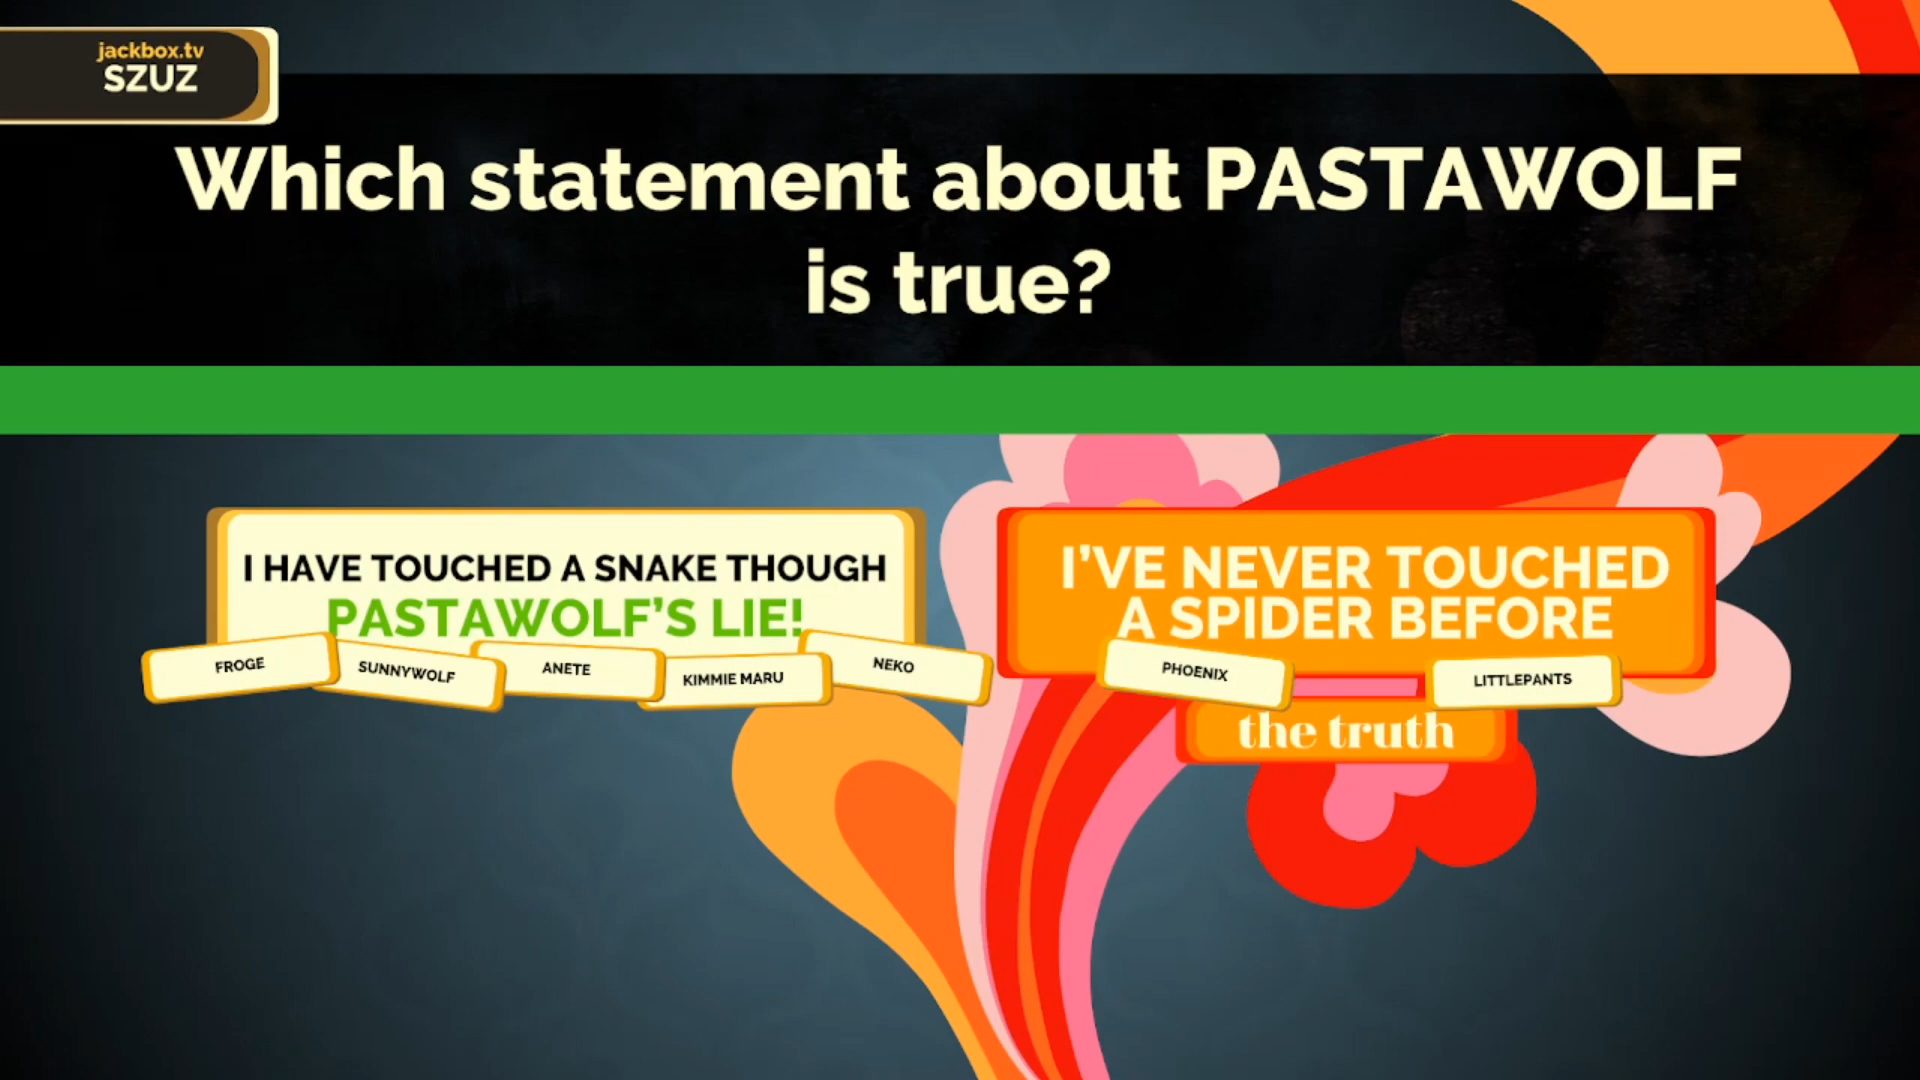 jackbox.tv
SZUZ
Which statement about PASTAWOLF
is true?
I HAVE TOUCHED A SNAKE THOUGH
PASTAWOLF'S LIE!
FROGE
SUNNYWOLF
ANETE
KIMMIE MARU
NEKO
I'VE NEVER TOUCHED
A SPIDER BEFORE
PHOENIX
LITTLEPANTS
the truth